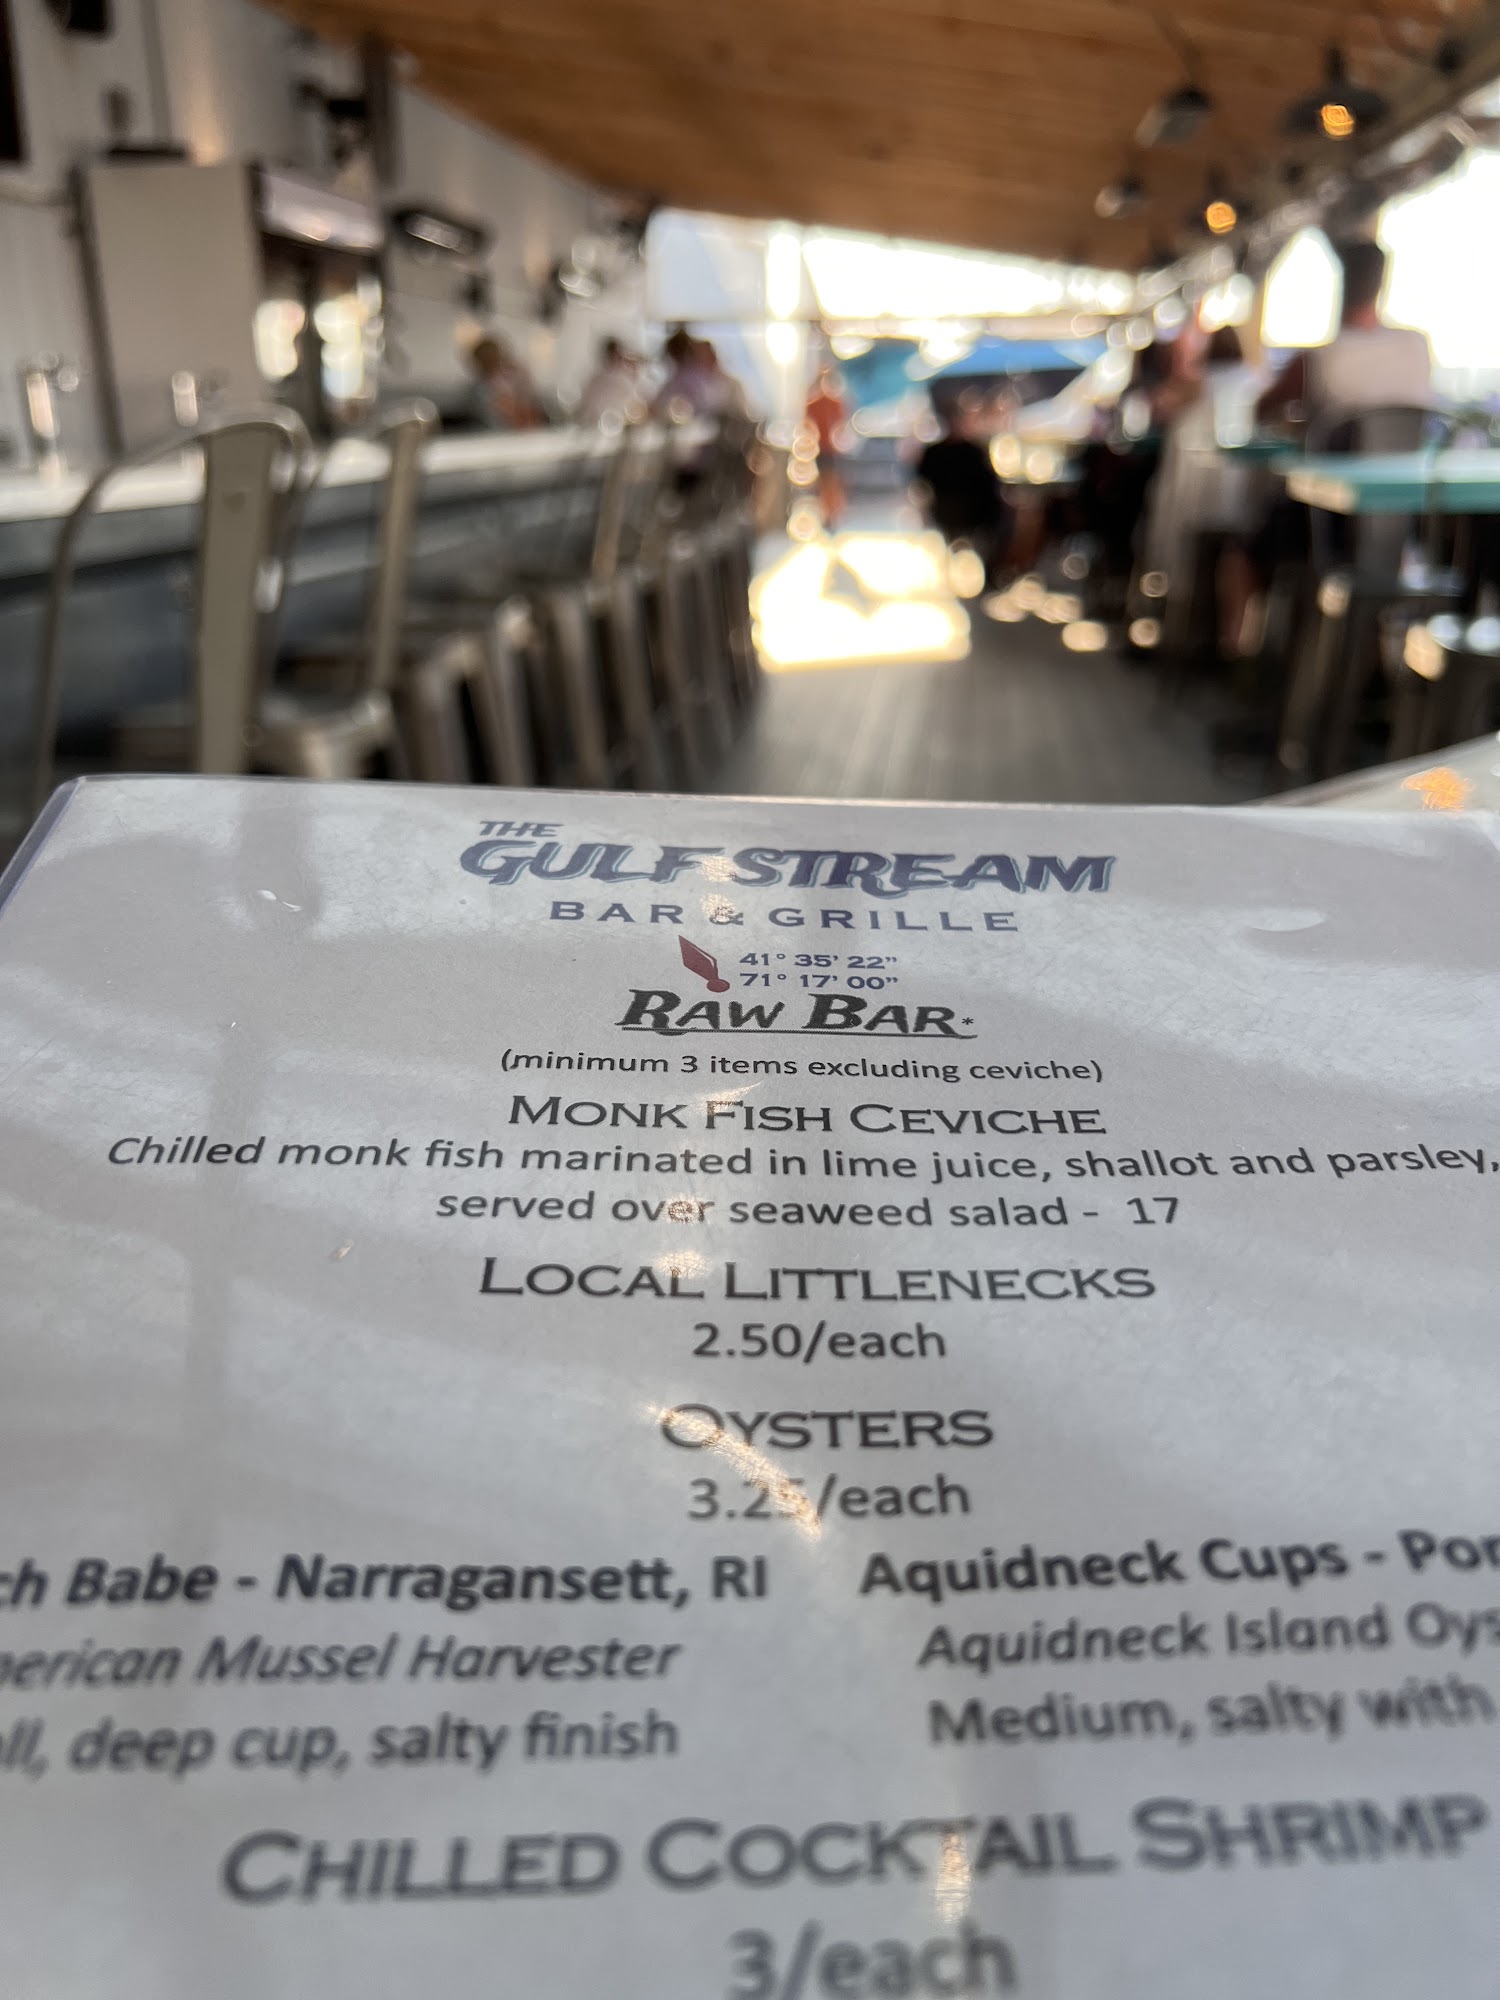 THE
GULF STREAM
BAR & GRILLE
41° 35' 22"
71° 17' 00"
RAW BAR*
(minimum 3 items excluding ceviche)
MONK FISH CEVICHE
Chilled monk fish marinated in lime juice, shallot and parsley,
served over seaweed salad - 17
LOCAL LITTLENECKS
2.50/each
OYSTERS
3.25/each
Babe - Narragansett, RI
Mussel Harvester
deep cup, salty finish
Aquidneck Cups -
Aquidneck Island
Medium, salty with
CHILLED COCKTAIL SHRIMP
3/each